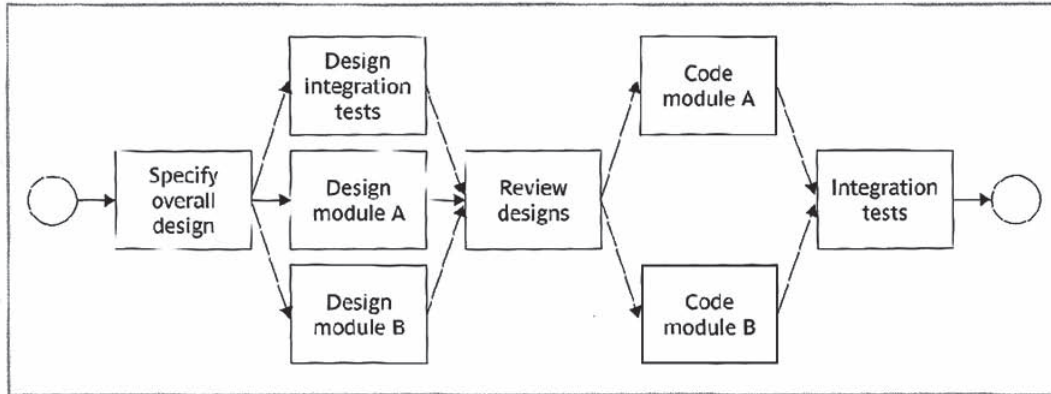 Specify
overall
design
Design
integration
tests
Design
module A
Design
module B
Review
designs
Code
module A
Code
module B
Integration
tests